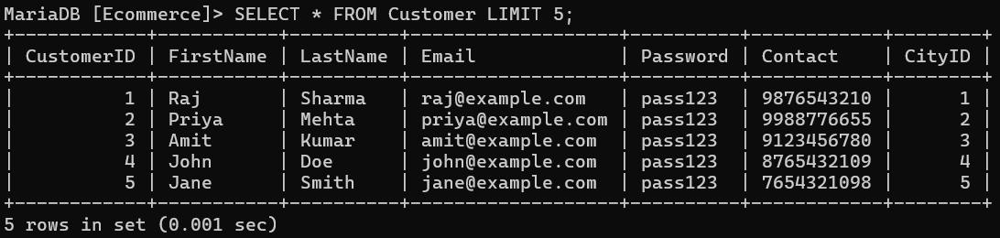 MariaDB [Ecommerce]> SELECT * FROM Customer LIMIT 5;
+------------+-----------+----------+-------------------+----------+------------+--------+
| CustomerID | FirstName | LastName | Email             | Password | Contact    | CityID |
+------------+-----------+----------+-------------------+----------+------------+--------+
|          1 | Raj       | Sharma   | raj@example.com   | pass123  | 9876543210 |      1 |
|          2 | Priya     | Mehta    | priya@example.com | pass123  | 9988776655 |      2 |
|          3 | Amit      | Kumar    | amit@example.com  | pass123  | 9123456780 |      3 |
|          4 | John      | Doe      | john@example.com  | pass123  | 8765432109 |      4 |
|          5 | Jane      | Smith    | jane@example.com  | pass123  | 7654321098 |      5 |
+------------+-----------+----------+-------------------+----------+------------+--------+
5 rows in set (0.001 sec)